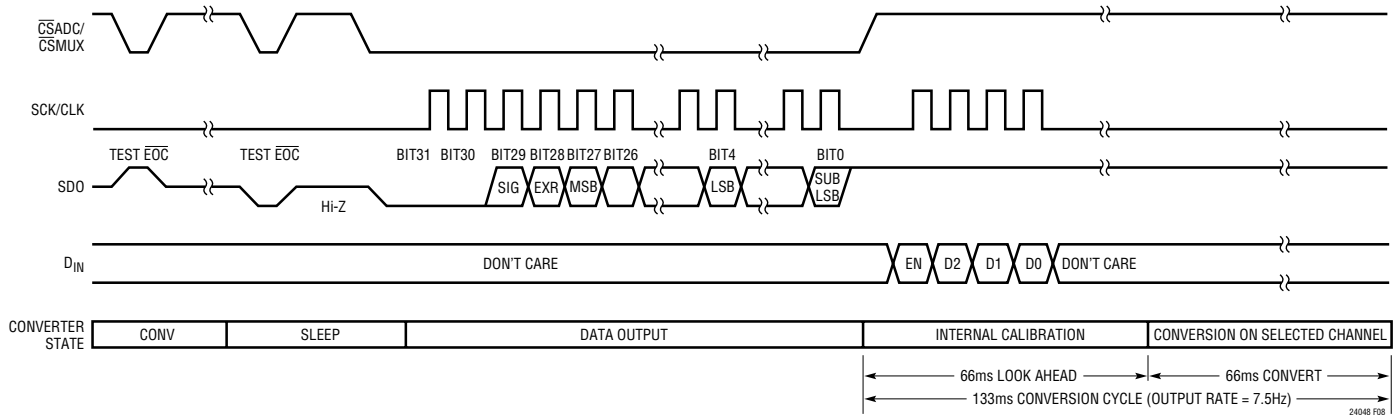 CSADC/
CSMUX
SCK/CLK
TEST EOC TEST EOC BIT31 BIT30 BIT29 BIT28 BIT27 BIT26 BIT4 BIT0
SDO SIG EXR MSB LSB SUB LSB
Hi-Z
DIN DON'T CARE EN D2 D1 D0 DON'T CARE
CONVERTER STATE CONV SLEEP DATA OUTPUT INTERNAL CALIBRATION CONVERSION ON SELECTED CHANNEL
66ms LOOK AHEAD 66ms CONVERT
133ms CONVERSION CYCLE (OUTPUT RATE = 7.5Hz)
24048 F08